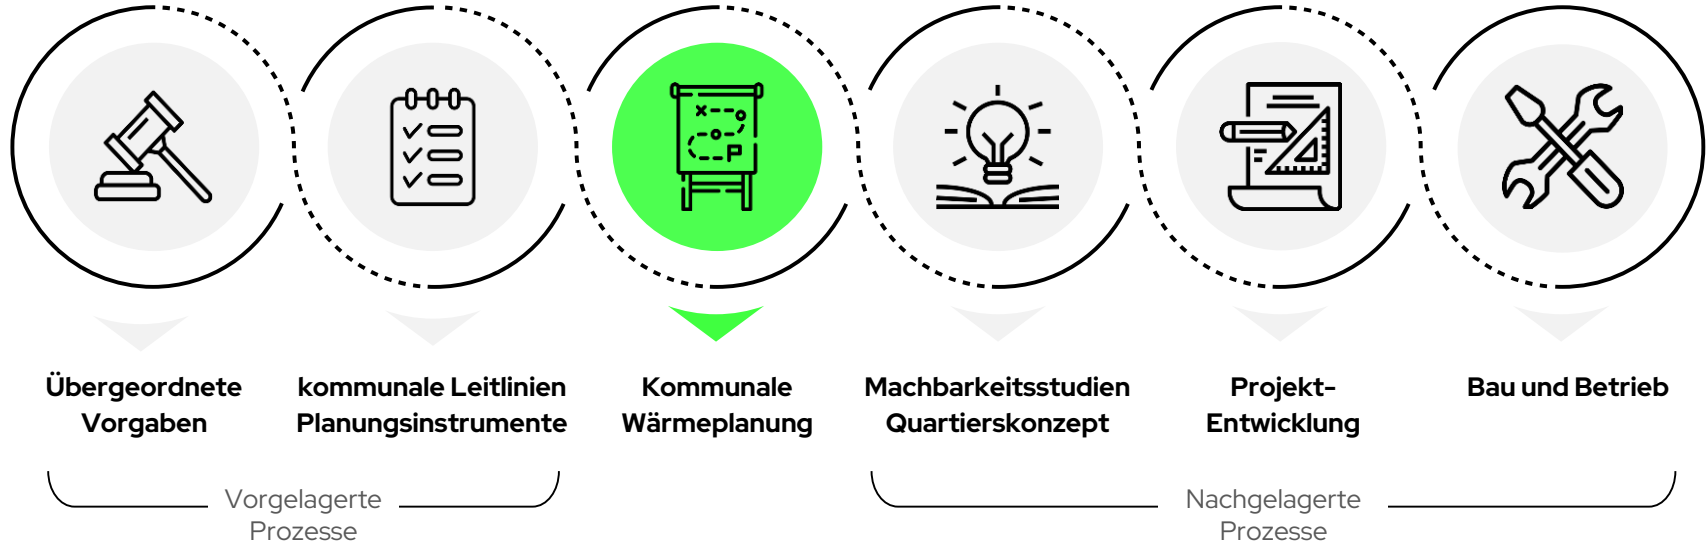 Übergeordnete
Vorgaben
kommunale Leitlinien
Planungsinstrumente
Kommunale
Wärmeplanung
Machbarkeitsstudien
Quartierskonzept
Projekt-
Entwicklung
Bau und Betrieb
Vorgelagerte
Prozesse
Nachgelagerte
Prozesse